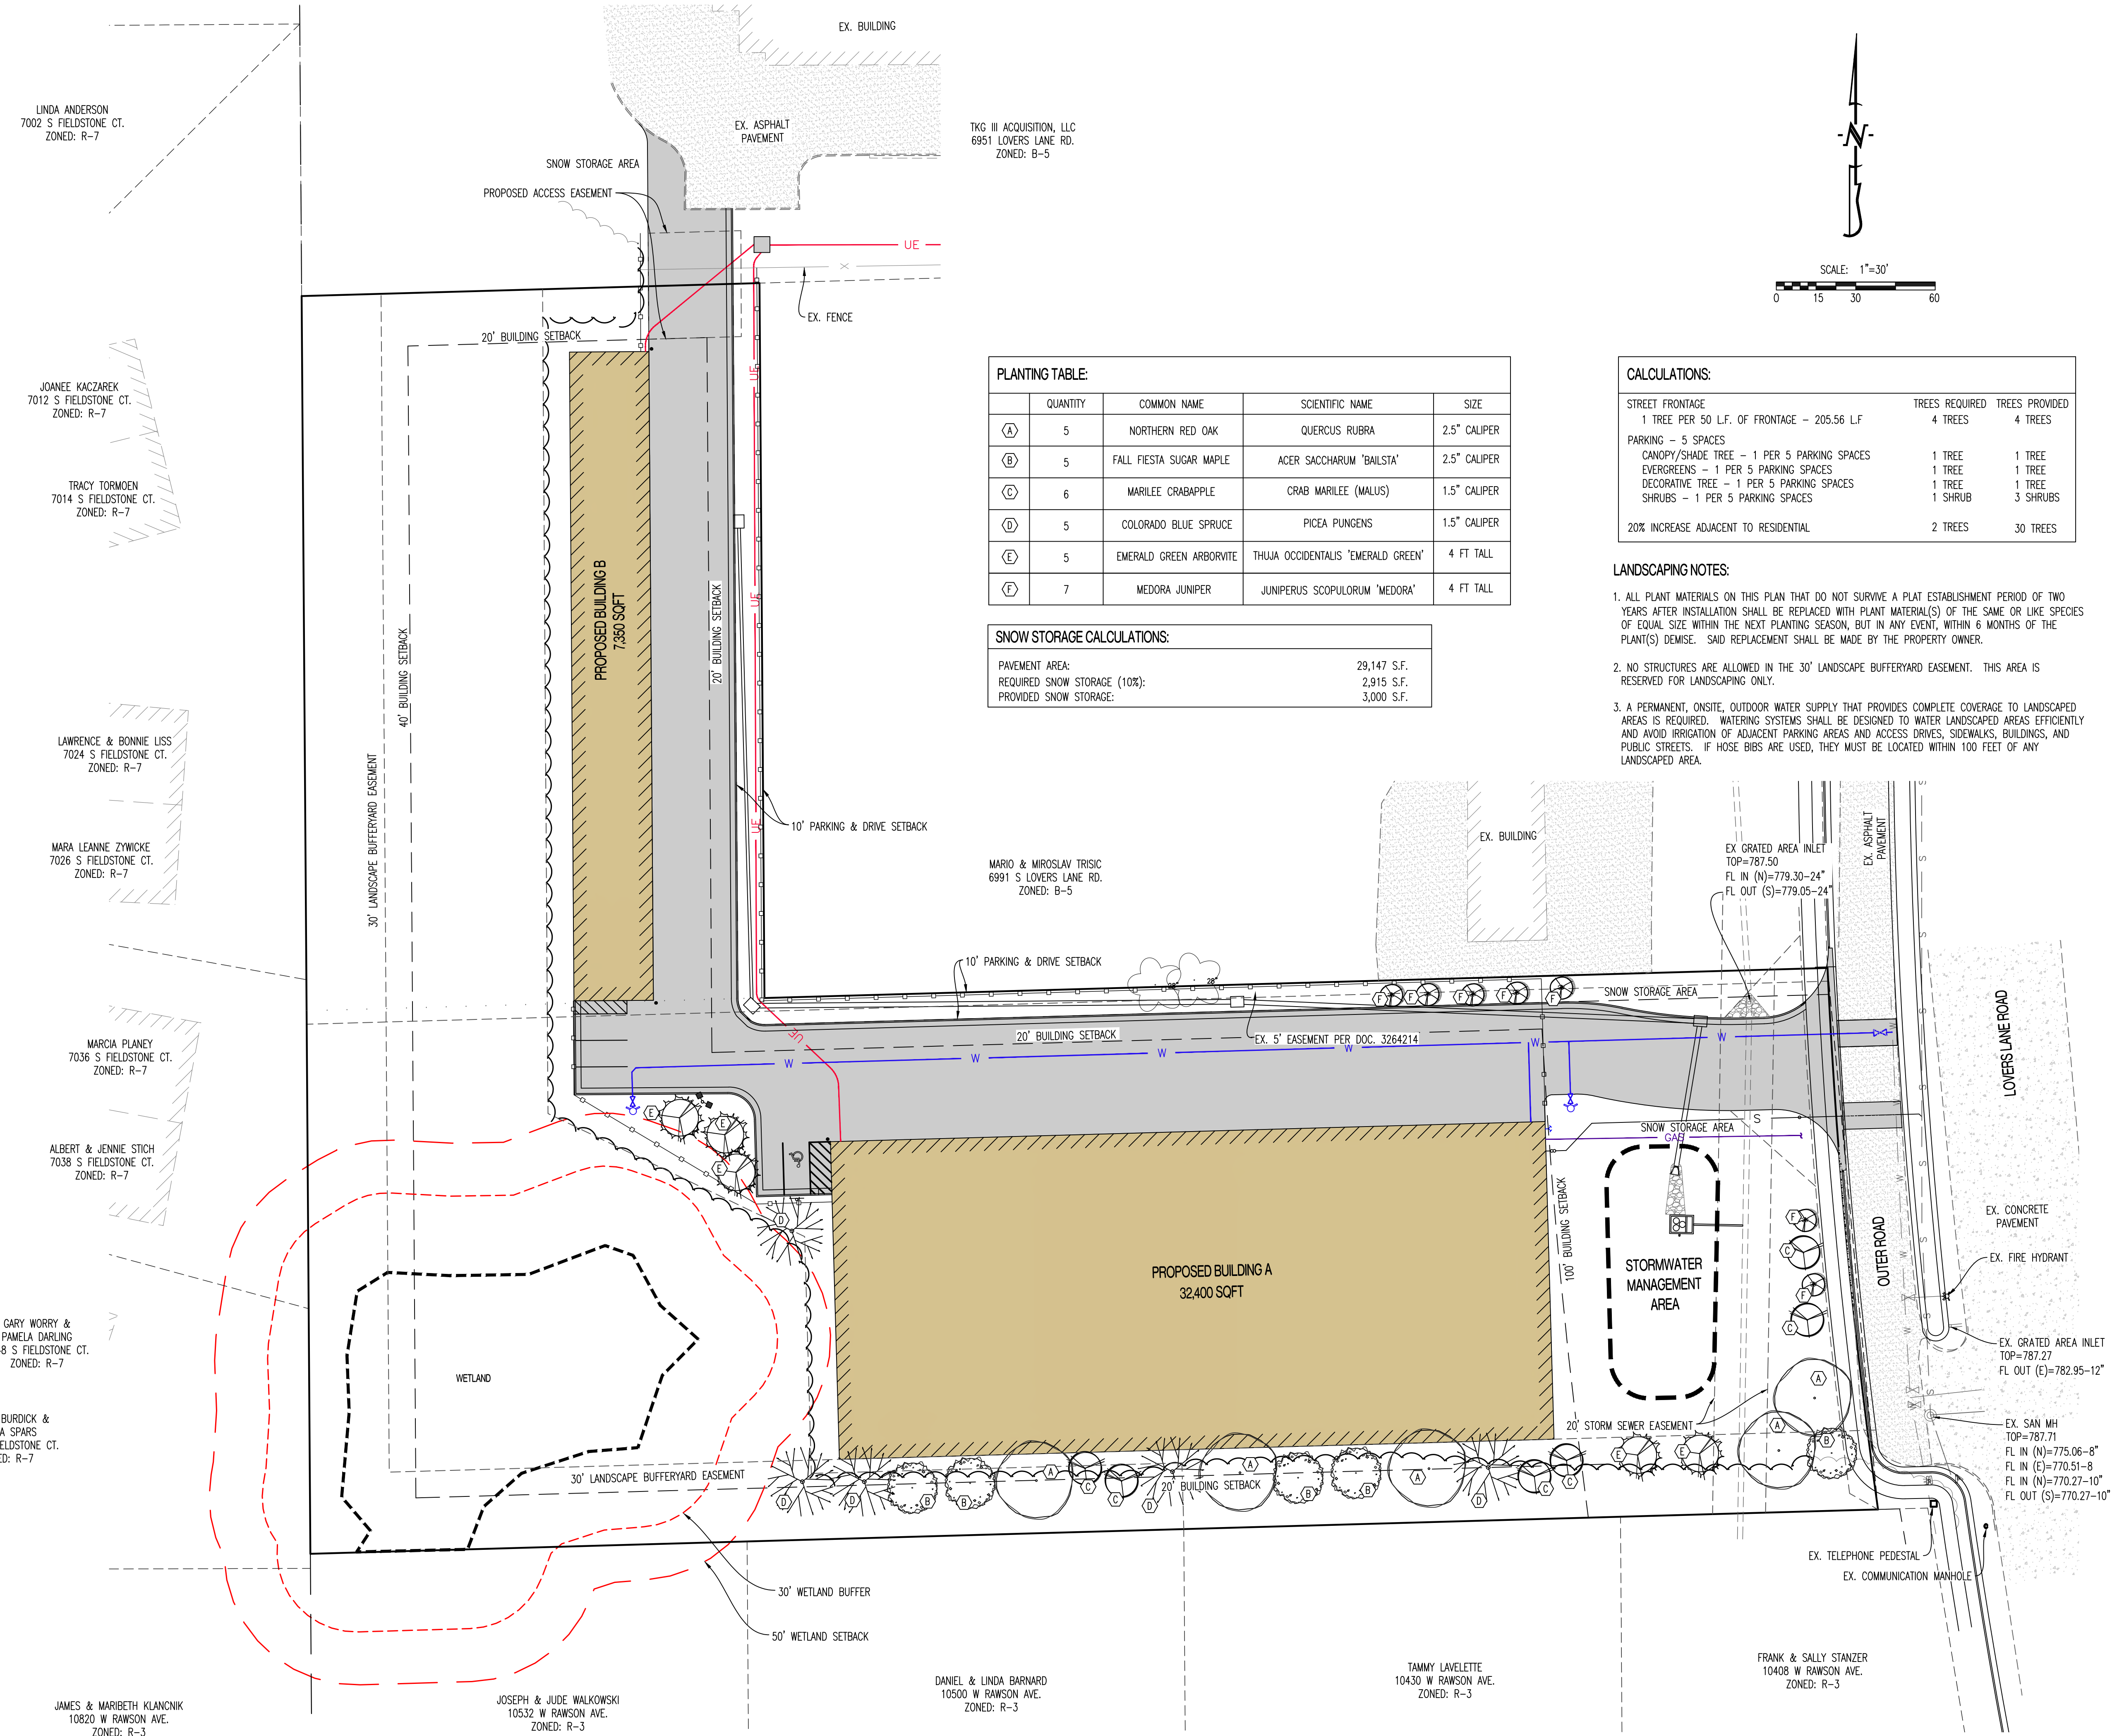 EX. BUILDING
LINDA ANDERSON
7002 S FIELDSTONE CT.
ZONED: R-7
EX. ASPHALT
PAVEMENT
TKG III ACQUISITION, LLC
6951 LOVERS LANE RD.
ZONED: B-5
N
SNOW STORAGE AREA
PROPOSED ACCESS EASEMENT
UE
X
SCALE: 1"=30'
0 15 30 60
EX. FENCE
20' BUILDING SETBACK
JOANEE KACZAREK
7012 S FIELDSTONE CT.
ZONED: R-7
TRACY TORMOEN
7014 S FIELDSTONE CT.
ZONED: R-7
LAWRENCE & BONNIE LISS
7024 S FIELDSTONE CT.
ZONED: R-7
MARA LEANNE ZYWICKE
7026 S FIELDSTONE CT.
ZONED: R-7
MARCIA PLANEY
7036 S FIELDSTONE CT.
ZONED: R-7
ALBERT & JENNIE STICH
7038 S FIELDSTONE CT.
ZONED: R-7
GARY WORRY &
PAMELA DARLING
8 S FIELDSTONE CT.
ZONED: R-7
BURDICK &
A SPARS
ELDSTONE CT.
ED: R-7
PLANTING TABLE:
QUANTITY COMMON NAME SCIENTIFIC NAME SIZE
A 5 NORTHERN RED OAK QUERCUS RUBRA 2.5" CALIPER
B 5 FALL FIESTA SUGAR MAPLE ACER SACCHARUM 'BAILSTA' 2.5" CALIPER
C 6 MARILEE CRABAPPLE CRAB MARILEE (MALUS) 1.5" CALIPER
D 5 COLORADO BLUE SPRUCE PICEA PUNGENS 1.5" CALIPER
E 5 EMERALD GREEN ARBORVITE THUJA OCCIDENTALIS 'EMERALD GREEN' 4 FT TALL
F 7 MEDORA JUNIPER JUNIPERUS SCOPULORUM 'MEDORA' 4 FT TALL
SNOW STORAGE CALCULATIONS:
PAVEMENT AREA: 29,147 S.F.
REQUIRED SNOW STORAGE (10%): 2,915 S.F.
PROVIDED SNOW STORAGE: 3,000 S.F.
CALCULATIONS:
STREET FRONTAGE TREES REQUIRED TREES PROVIDED
1 TREE PER 50 L.F. OF FRONTAGE - 205.56 L.F 4 TREES 4 TREES
PARKING - 5 SPACES
CANOPY/SHADE TREE - 1 PER 5 PARKING SPACES 1 TREE 1 TREE
EVERGREENS - 1 PER 5 PARKING SPACES 1 TREE 1 TREE
DECORATIVE TREE - 1 PER 5 PARKING SPACES 1 TREE 1 TREE
SHRUBS - 1 PER 5 PARKING SPACES 1 SHRUB 3 SHRUBS
20% INCREASE ADJACENT TO RESIDENTIAL 2 TREES 30 TREES
LANDSCAPING NOTES:
1. ALL PLANT MATERIALS ON THIS PLAN THAT DO NOT SURVIVE A PLAT ESTABLISHMENT PERIOD OF TWO
YEARS AFTER INSTALLATION SHALL BE REPLACED WITH PLANT MATERIAL(S) OF THE SAME OR LIKE SPECIES
OF EQUAL SIZE WITHIN THE NEXT PLANTING SEASON, BUT IN ANY EVENT, WITHIN 6 MONTHS OF THE
PLANT(S) DEMISE. SAID REPLACEMENT SHALL BE MADE BY THE PROPERTY OWNER.
2. NO STRUCTURES ARE ALLOWED IN THE 30' LANDSCAPE BUFFERYARD EASEMENT. THIS AREA IS
RESERVED FOR LANDSCAPING ONLY.
3. A PERMANENT, ONSITE, OUTDOOR WATER SUPPLY THAT PROVIDES COMPLETE COVERAGE TO LANDSCAPED
AREAS IS REQUIRED. WATERING SYSTEMS SHALL BE DESIGNED TO WATER LANDSCAPED AREAS EFFICIENTLY
AND AVOID IRRIGATION OF ADJACENT PARKING AREAS AND ACCESS DRIVES, SIDEWALKS, BUILDINGS, AND
PUBLIC STREETS. IF HOSE BIBS ARE USED, THEY MUST BE LOCATED WITHIN 100 FEET OF ANY
LANDSCAPED AREA.
PROPOSED BUILDING B
7,350 SQFT
20' BUILDING SETBACK
40' BUILDING SETBACK
30' LANDSCAPE BUFFERYARD EASEMENT
UE
UE
UE
UE
10' PARKING & DRIVE SETBACK
MARIO & MIROSLAV TRISIC
6991 S LOVERS LANE RD.
ZONED: B-5
EX. BUILDING
EX GRATED AREA INLET
TOP=787.50
FL IN (N)=779.30-24"
FL OUT (S)=779.05-24"
EX. ASPHALT
PAVEMENT
10' PARKING & DRIVE SETBACK
28"
28"
F F F F F
SNOW STORAGE AREA
20' BUILDING SETBACK
EX. 5' EASEMENT PER DOC. 3264214
W W W W W W
LOVERS LANE ROAD
SNOW STORAGE AREA
S
GAS
E
E
E
D
100' BUILDING SETBACK
STORMWATER
MANAGEMENT
AREA
F
C
F
C
OUTER ROAD
EX. CONCRETE
PAVEMENT
EX. FIRE HYDRANT
EX. GRATED AREA INLET
TOP=787.27
FL OUT (E)=782.95-12"
PROPOSED BUILDING A
32,400 SQFT
WETLAND
A
20' STORM SEWER EASEMENT
A
B
EX. SAN MH
TOP=787.71
FL IN (N)=775.06-8"
FL IN (E)=770.51-8
FL IN (N)=770.27-10"
FL OUT (S)=770.27-10"
30' LANDSCAPE BUFFERYARD EASEMENT
D D B B A C C D A B B A D C C E E
20' BUILDING SETBACK
EX. TELEPHONE PEDESTAL
EX. COMMUNICATION MANHOLE
30' WETLAND BUFFER
50' WETLAND SETBACK
JAMES & MARIBETH KLANCNIK
10820 W RAWSON AVE.
ZONED: R-3
JOSEPH & JUDE WALKOWSKI
10532 W RAWSON AVE.
ZONED: R-3
DANIEL & LINDA BARNARD
10500 W RAWSON AVE.
ZONED: R-3
TAMMY LAVELETTE
10430 W RAWSON AVE.
ZONED: R-3
FRANK & SALLY STANZER
10408 W RAWSON AVE.
ZONED: R-3